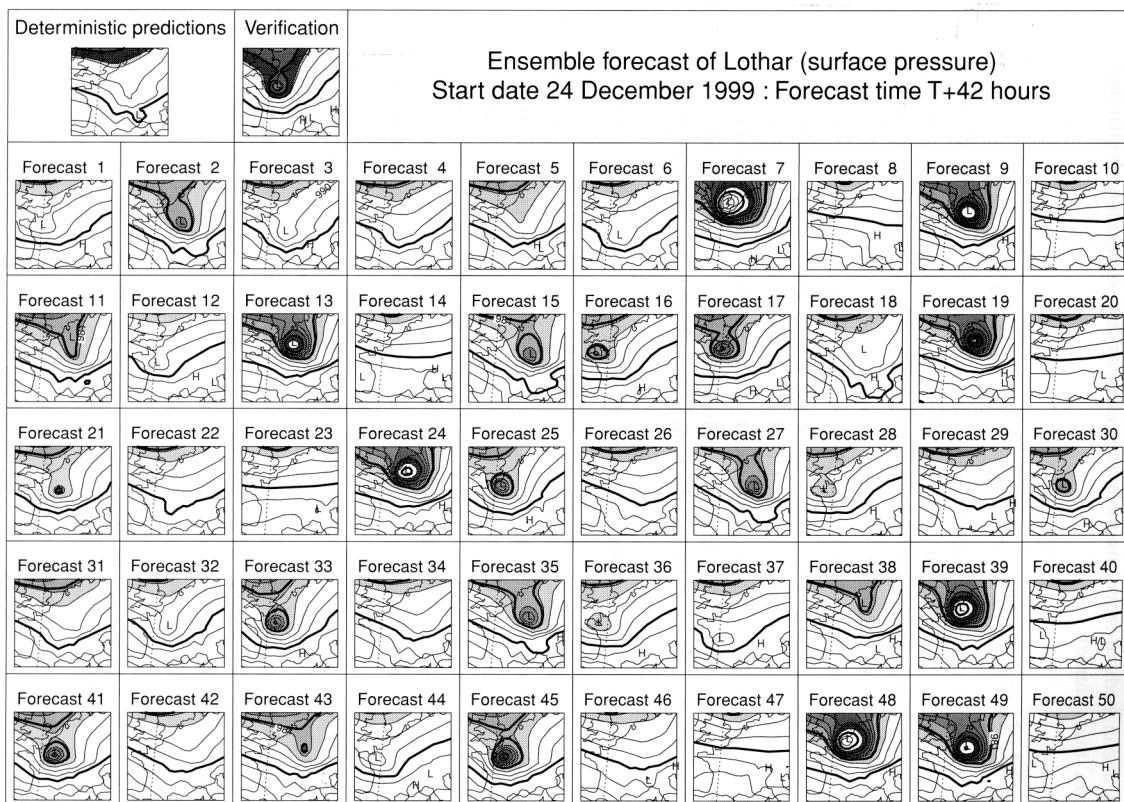 Deterministic predictions
Verification
Ensemble forecast of Lothar (surface pressure)
Start date 24 December 1999 : Forecast time T+42 hours
Forecast 1
Forecast 2
Forecast 3
Forecast 4
Forecast 5
Forecast 6
Forecast 7
Forecast 8
Forecast 9
Forecast 10
Forecast 11
Forecast 12
Forecast 13
Forecast 14
Forecast 15
Forecast 16
Forecast 17
Forecast 18
Forecast 19
Forecast 20
Forecast 21
Forecast 22
Forecast 23
Forecast 24
Forecast 25
Forecast 26
Forecast 27
Forecast 28
Forecast 29
Forecast 30
Forecast 31
Forecast 32
Forecast 33
Forecast 34
Forecast 35
Forecast 36
Forecast 37
Forecast 38
Forecast 39
Forecast 40
Forecast 41
Forecast 42
Forecast 43
Forecast 44
Forecast 45
Forecast 46
Forecast 47
Forecast 48
Forecast 49
Forecast 50